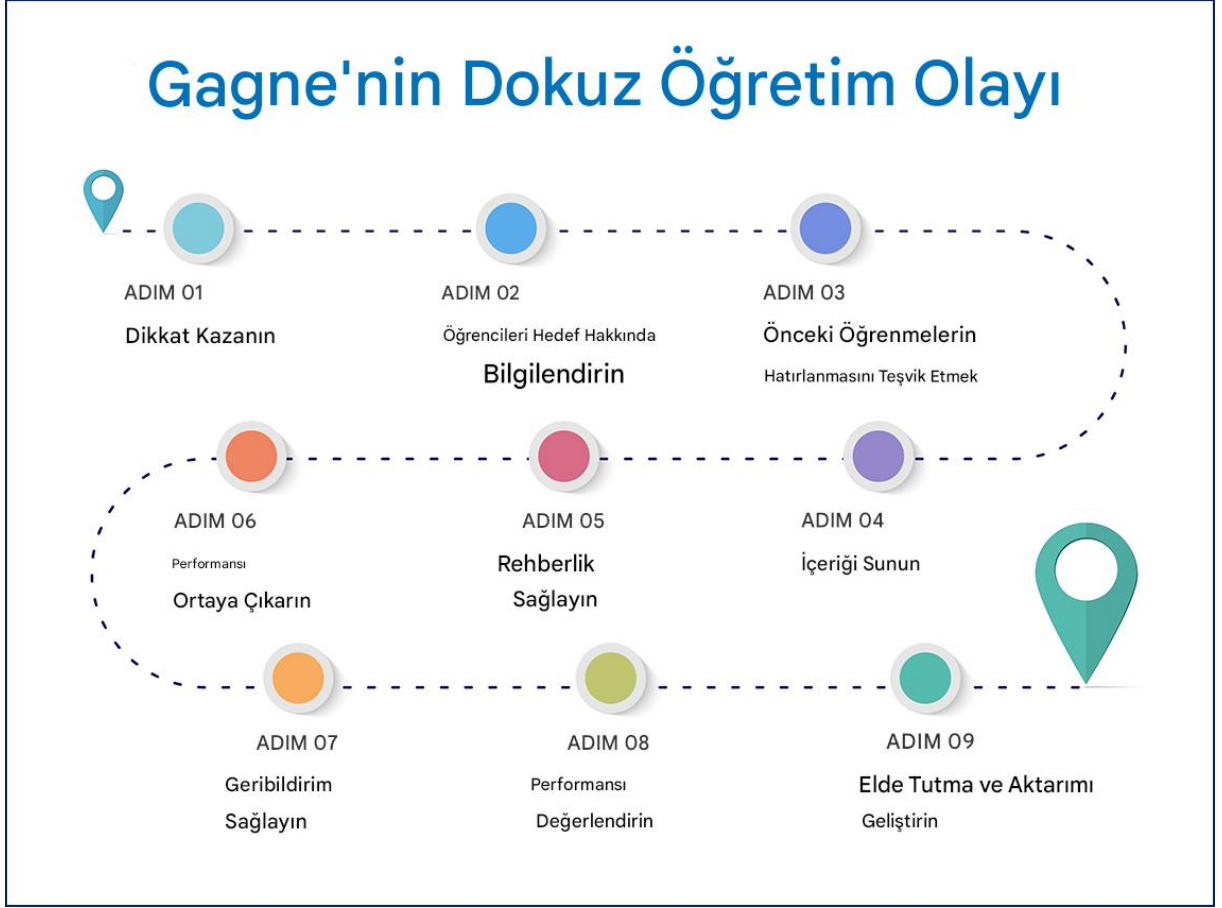 Gagne'nin Dokuz Öğretim Olayı
ADIM 01
Dikkat Kazanın
ADIM 02
Öğrencileri Hedef Hakkında
Bilgilendirin
ADIM 03
Önceki Öğrenmelerin
Hatırlanmasını Teşvik Etmek
ADIM 04
İçeriği Sunun
ADIM 05
Rehberlik
Sağlayın
ADIM 06
Performansı
Ortaya Çıkarın
ADIM 07
Geribildirim
Sağlayın
ADIM 08
Performansı
Değerlendirin
ADIM 09
Elde Tutma ve Aktarımı
Geliştirin